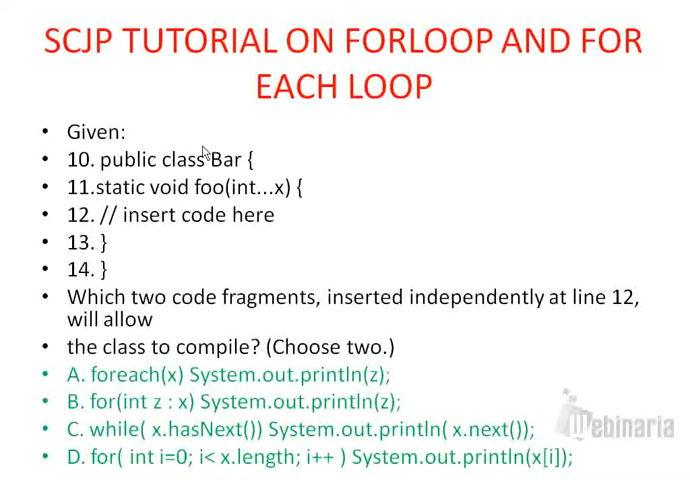 SCJP TUTORIAL ON FORLOOP AND FOR
EACH LOOP
• Given:
• 10. public class Bar {
• 11.static void foo(int...x) {
• 12. // insert code here
• 13. }
• 14. }
• Which two code fragments, inserted independently at line 12,
will allow
• the class to compile? (Choose two.)
• A. foreach(x) System.out.println(z);
• B. for(int z : x) System.out.println(z);
• C. while( x.hasNext()) System.out.println( x.next());
• D. for( int i=0; i< x.length; i++ ) System.out.println(x[i]);
Webinaria